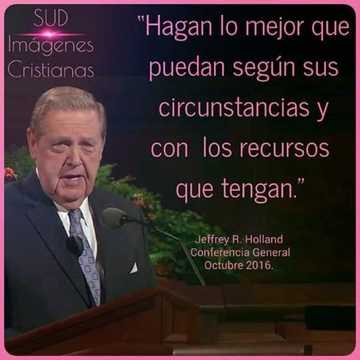 SUD
Imágenes
Cristianas
"Hagan lo mejor que
puedan según sus
circunstancias y
con los recursos
que tengan."
Jeffrey R. Holland
Conferencia General
Octubre 2016.